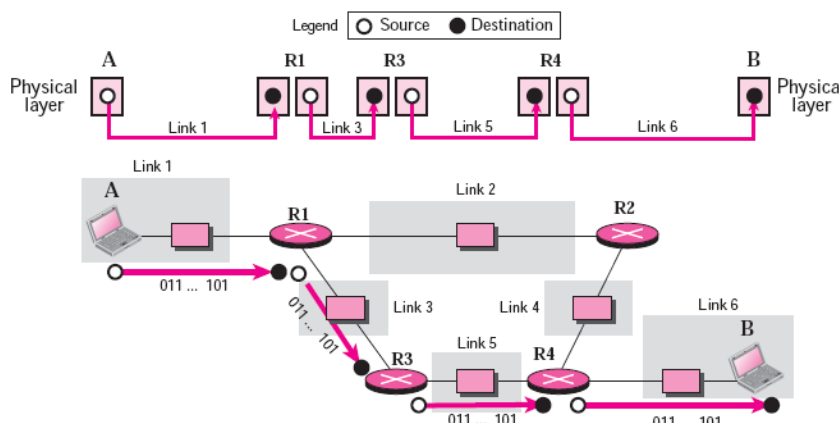 Legend Source Destination
A R1 R3 R4 B
Physical layer Physical layer
Link 1 Link 3 Link 5 Link 6
Link 1
A
Link 2
R1 R2
011 ... 101
011 ... 101
Link 3 Link 4
Link 6
B
Link 5
R3 R4
011 ... 101 011 ... 101